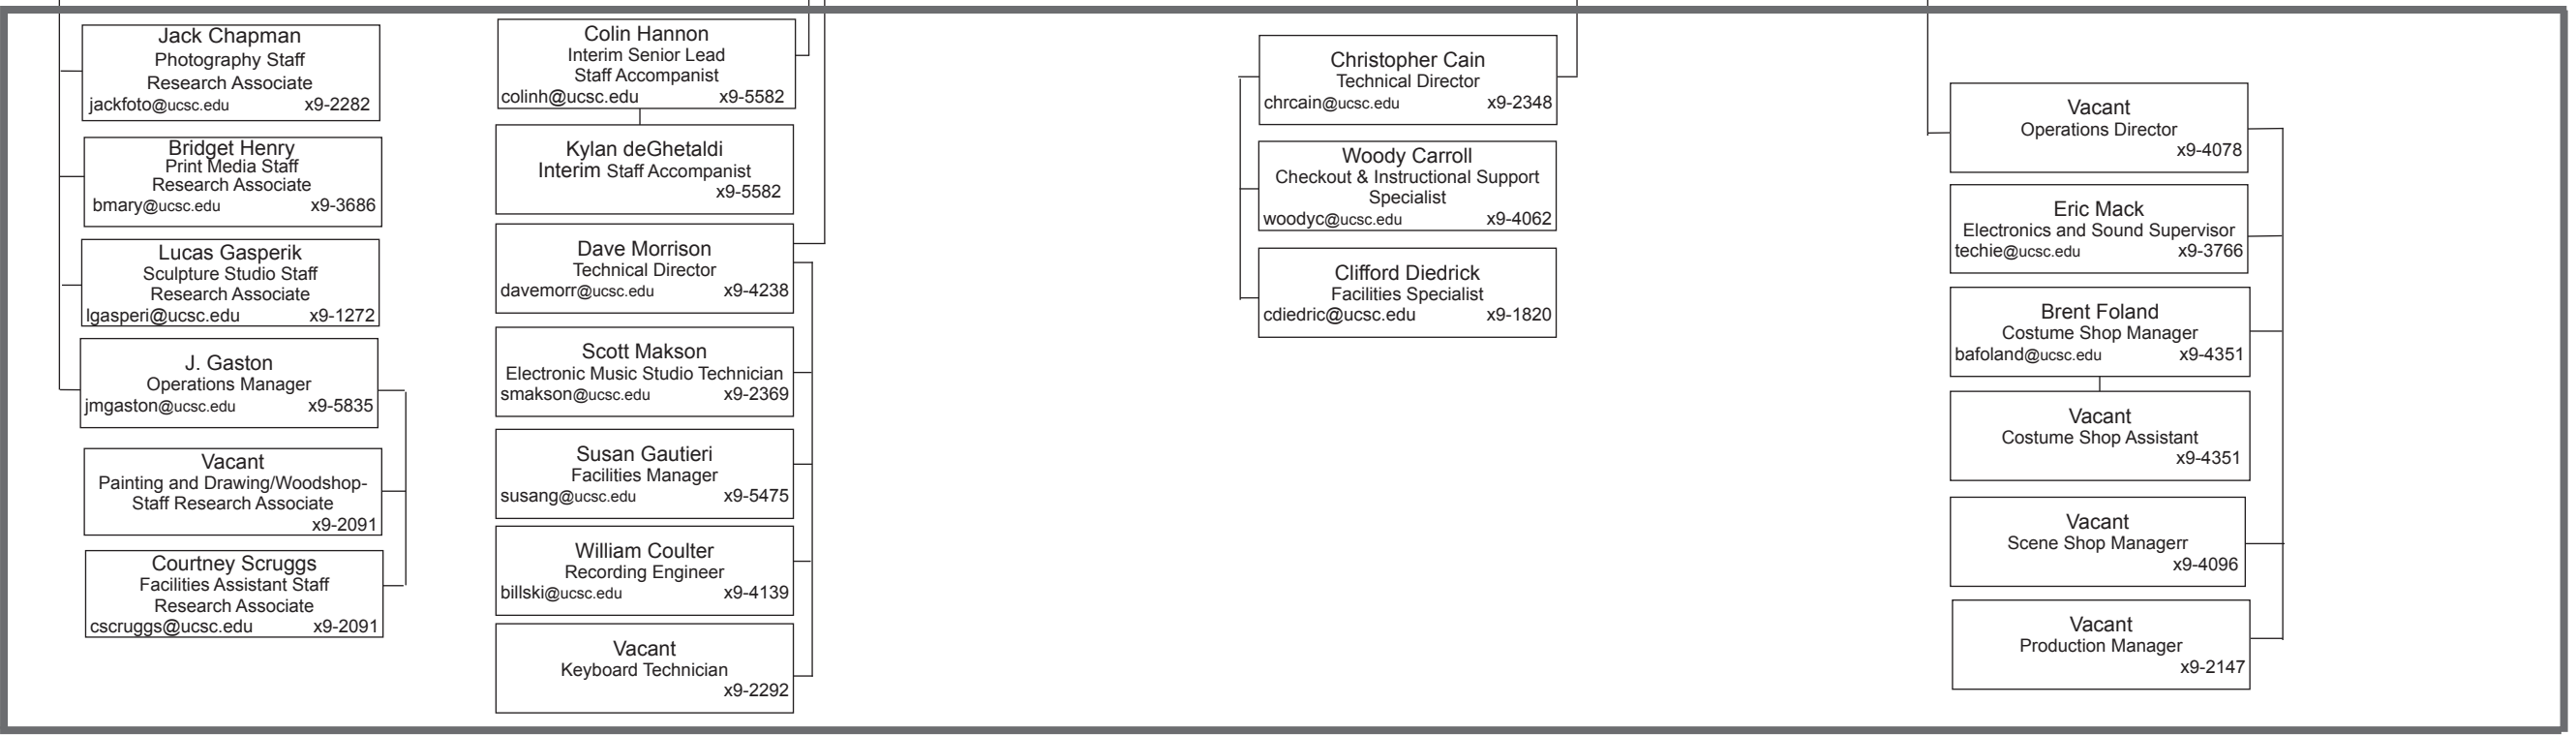 Jack Chapman
Photography Staff
Research Associate
jackfoto@ucsc.edu x9-2282
Bridget Henry
Print Media Staff
Research Associate
bmary@ucsc.edu x9-3686
Lucas Gasperik
Sculpture Studio Staff
Research Associate
lgasperi@ucsc.edu x9-1272
J. Gaston
Operations Manager
jmgaston@ucsc.edu x9-5835
Vacant
Painting and Drawing/Woodshop-
Staff Research Associate
x9-2091
Courtney Scruggs
Facilities Assistant Staff
Research Associate
cscruggs@ucsc.edu x9-2091
Colin Hannon
Interim Senior Lead
Staff Accompanist
colinh@ucsc.edu x9-5582
Kylan deGhetaldi
Interim Staff Accompanist
x9-5582
Dave Morrison
Technical Director
davemorr@ucsc.edu x9-4238
Scott Makson
Electronic Music Studio Technician
smakson@ucsc.edu x9-2369
Susan Gautieri
Facilities Manager
susang@ucsc.edu x9-5475
William Coulter
Recording Engineer
billski@ucsc.edu x9-4139
Vacant
Keyboard Technician
x9-2292
Christopher Cain
Technical Director
chrcain@ucsc.edu x9-2348
Woody Carroll
Checkout & Instructional Support
Specialist
woodyc@ucsc.edu x9-4062
Clifford Diedrick
Facilities Specialist
cdiedric@ucsc.edu x9-1820
Vacant
Operations Director
x9-4078
Eric Mack
Electronics and Sound Supervisor
techie@ucsc.edu x9-3766
Brent Foland
Costume Shop Manager
bafoland@ucsc.edu x9-4351
Vacant
Costume Shop Assistant
x9-4351
Vacant
Scene Shop Managerr
x9-4096
Vacant
Production Manager
x9-2147